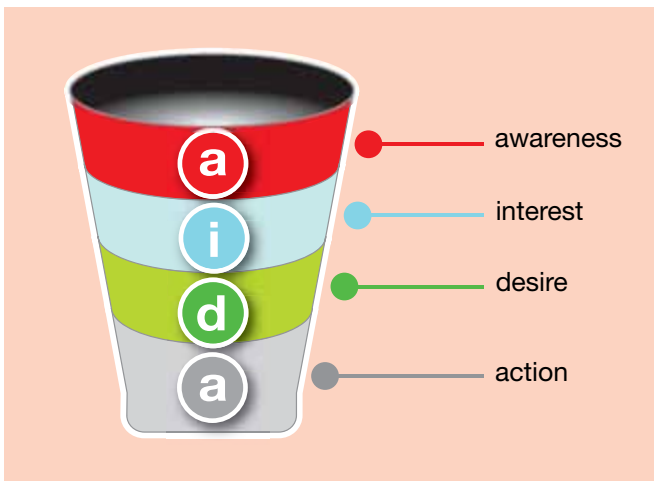 a
awareness
i
interest
d
desire
a
action